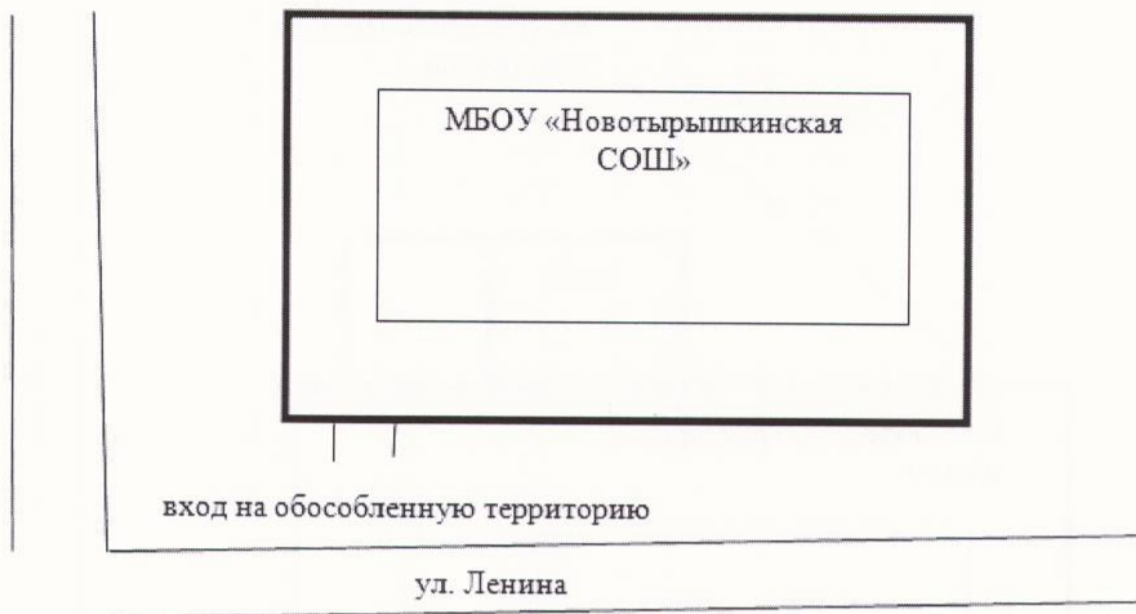 МБОУ «Новотырышкинская
СОШ»
вход на обособленную территорию
ул. Ленина